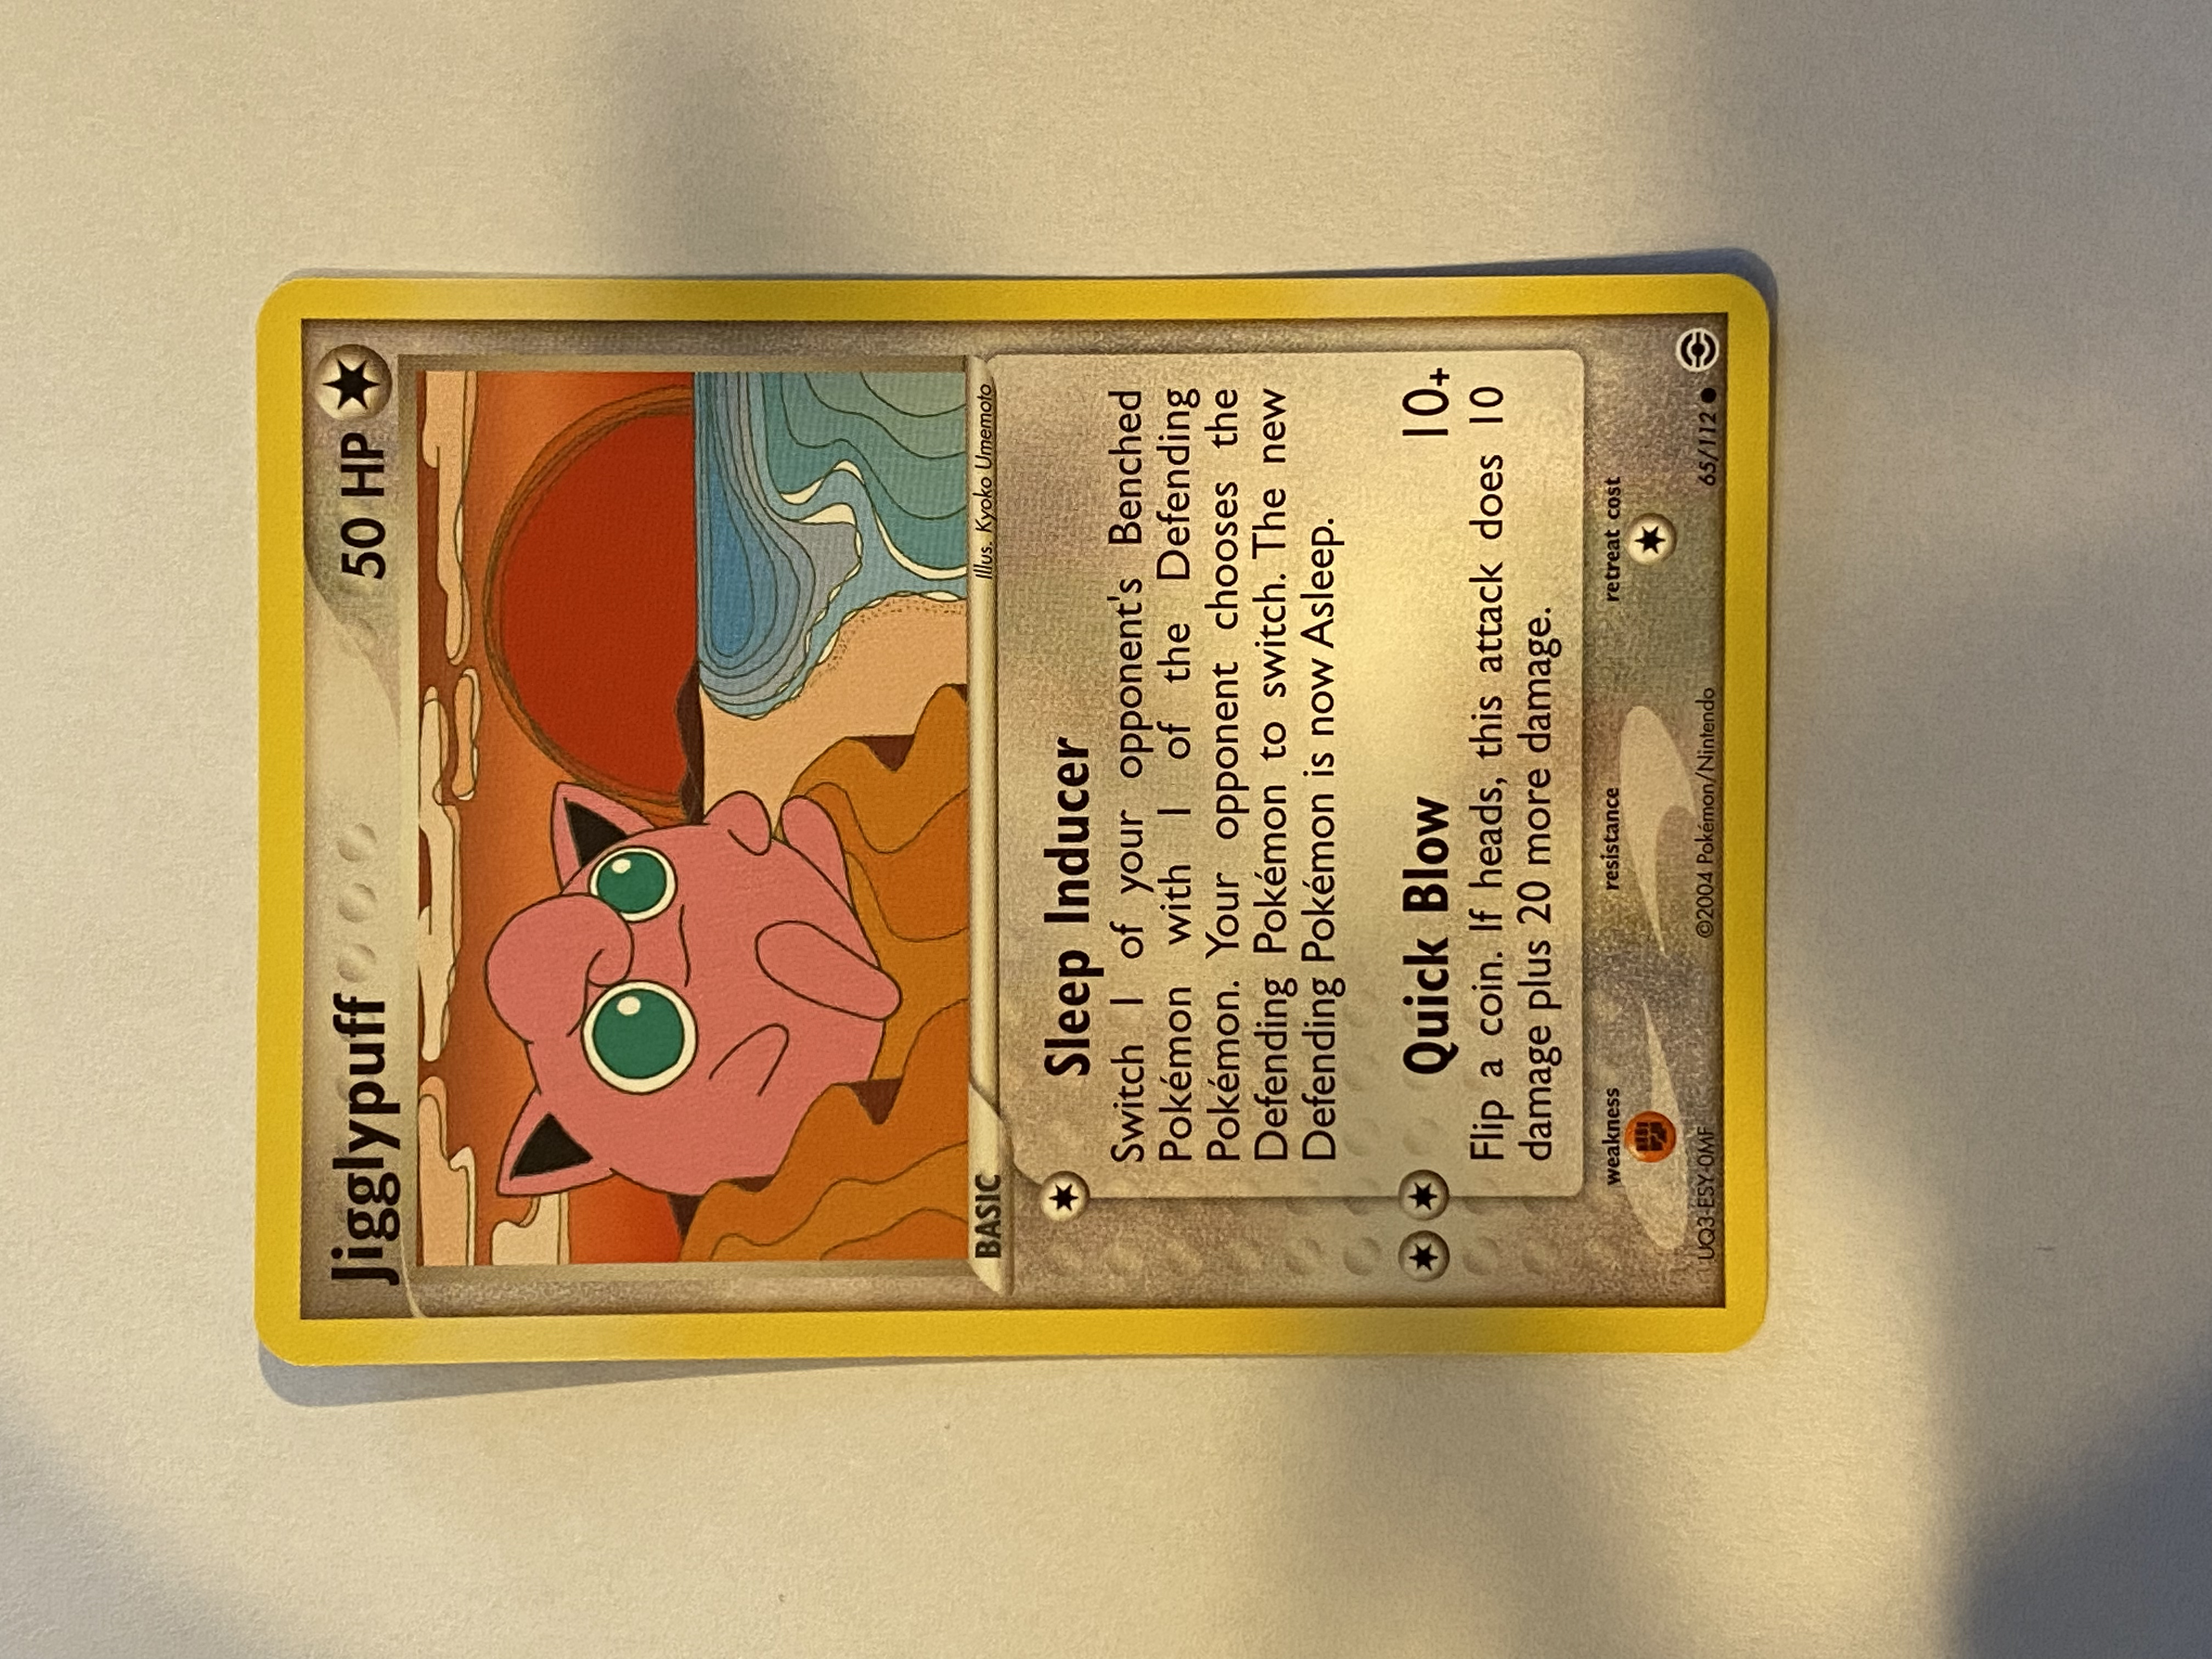 Jigglypuff 50 HP
BASIC Illus. Kyoko Umemoto
Sleep Inducer
Switch 1 of your opponent's Benched
Pokémon with 1 of the Defending
Pokémon. Your opponent chooses the
Defending Pokémon to switch. The new
Defending Pokémon is now Asleep.
Quick Blow 10+
Flip a coin. If heads, this attack does 10
damage plus 20 more damage.
weakness resistance retreat cost
UQ3-ESY-0MF ©2004 Pokémon/Nintendo 65/112